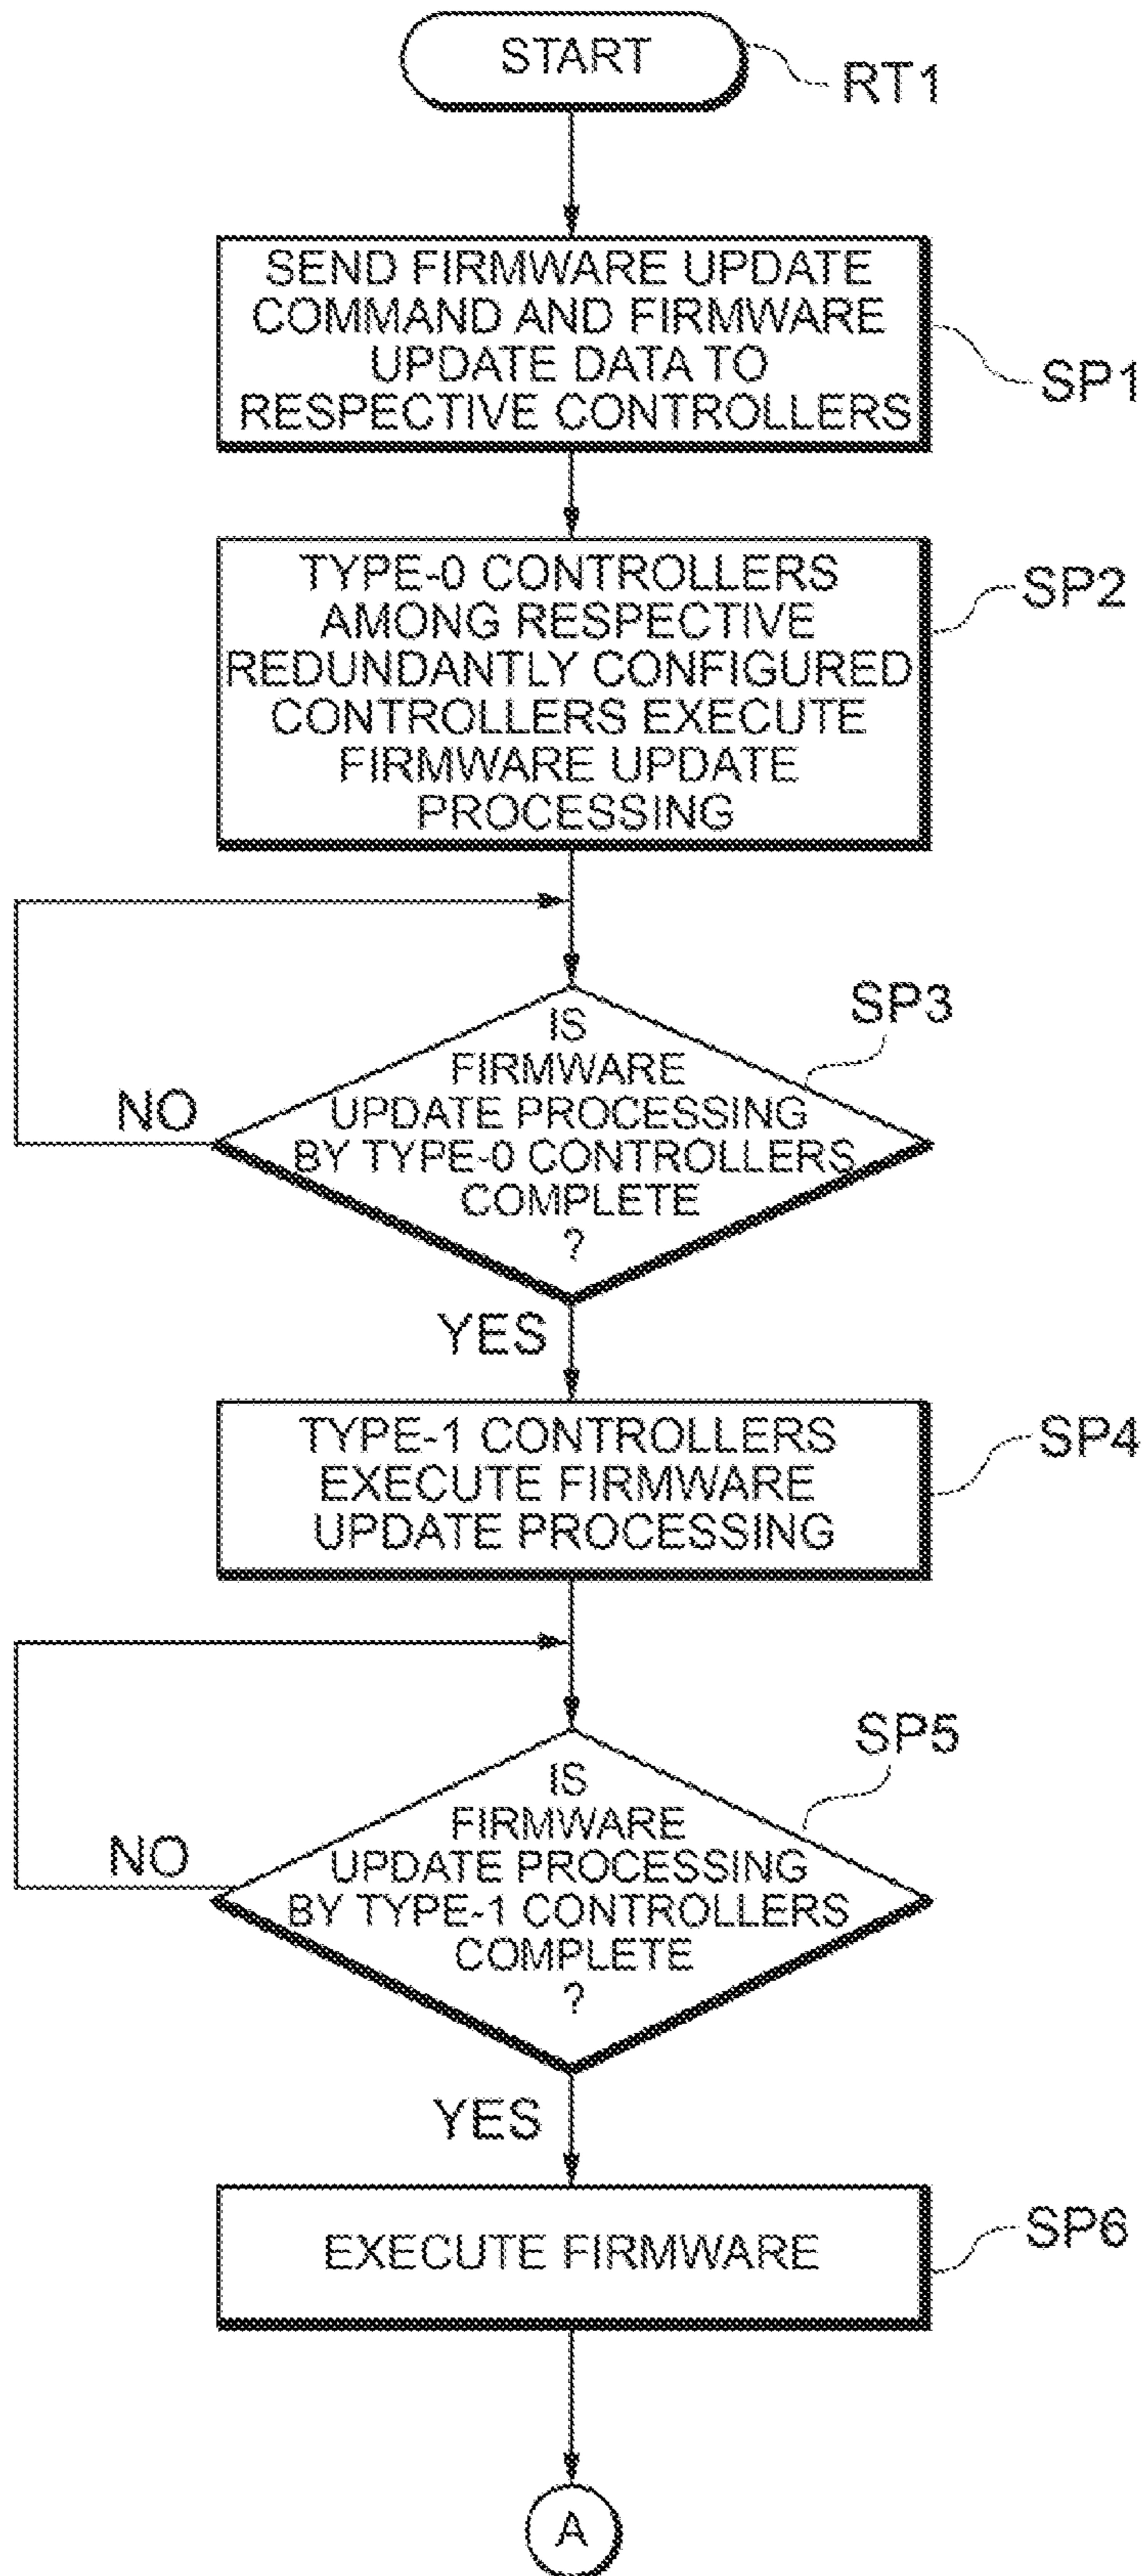 START
RT1
SEND FIRMWARE UPDATE
COMMAND AND FIRMWARE
UPDATE DATA TO
RESPECTIVE CONTROLLERS
SP1
TYPE-0 CONTROLLERS
AMONG RESPECTIVE
REDUNDANTLY CONFIGURED
CONTROLLERS EXECUTE
FIRMWARE UPDATE
PROCESSING
SP2
IS
FIRMWARE
UPDATE PROCESSING
BY TYPE-0 CONTROLLERS
COMPLETE
?
SP3
NO
YES
TYPE-1 CONTROLLERS
EXECUTE FIRMWARE
UPDATE PROCESSING
SP4
IS
FIRMWARE
UPDATE PROCESSING
BY TYPE-1 CONTROLLERS
COMPLETE
?
SP5
NO
YES
EXECUTE FIRMWARE
SP6
A